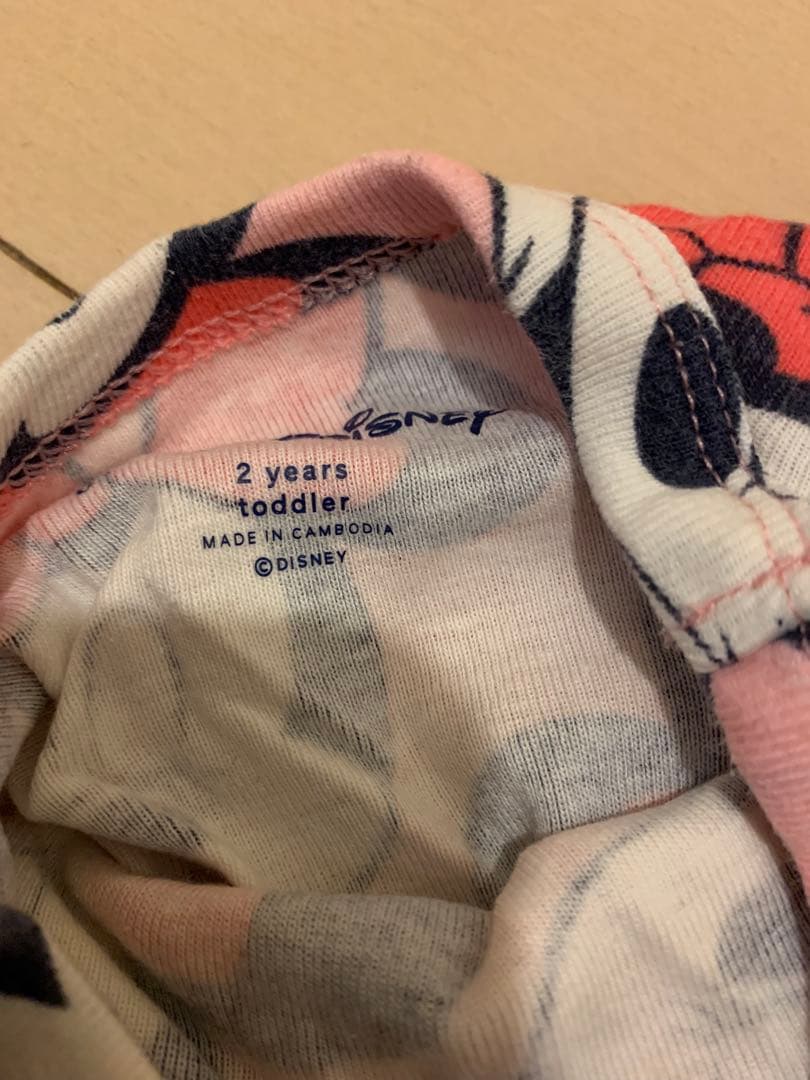 DISNEY
2 years
toddler
MADE IN CAMBODIA
©DISNEY